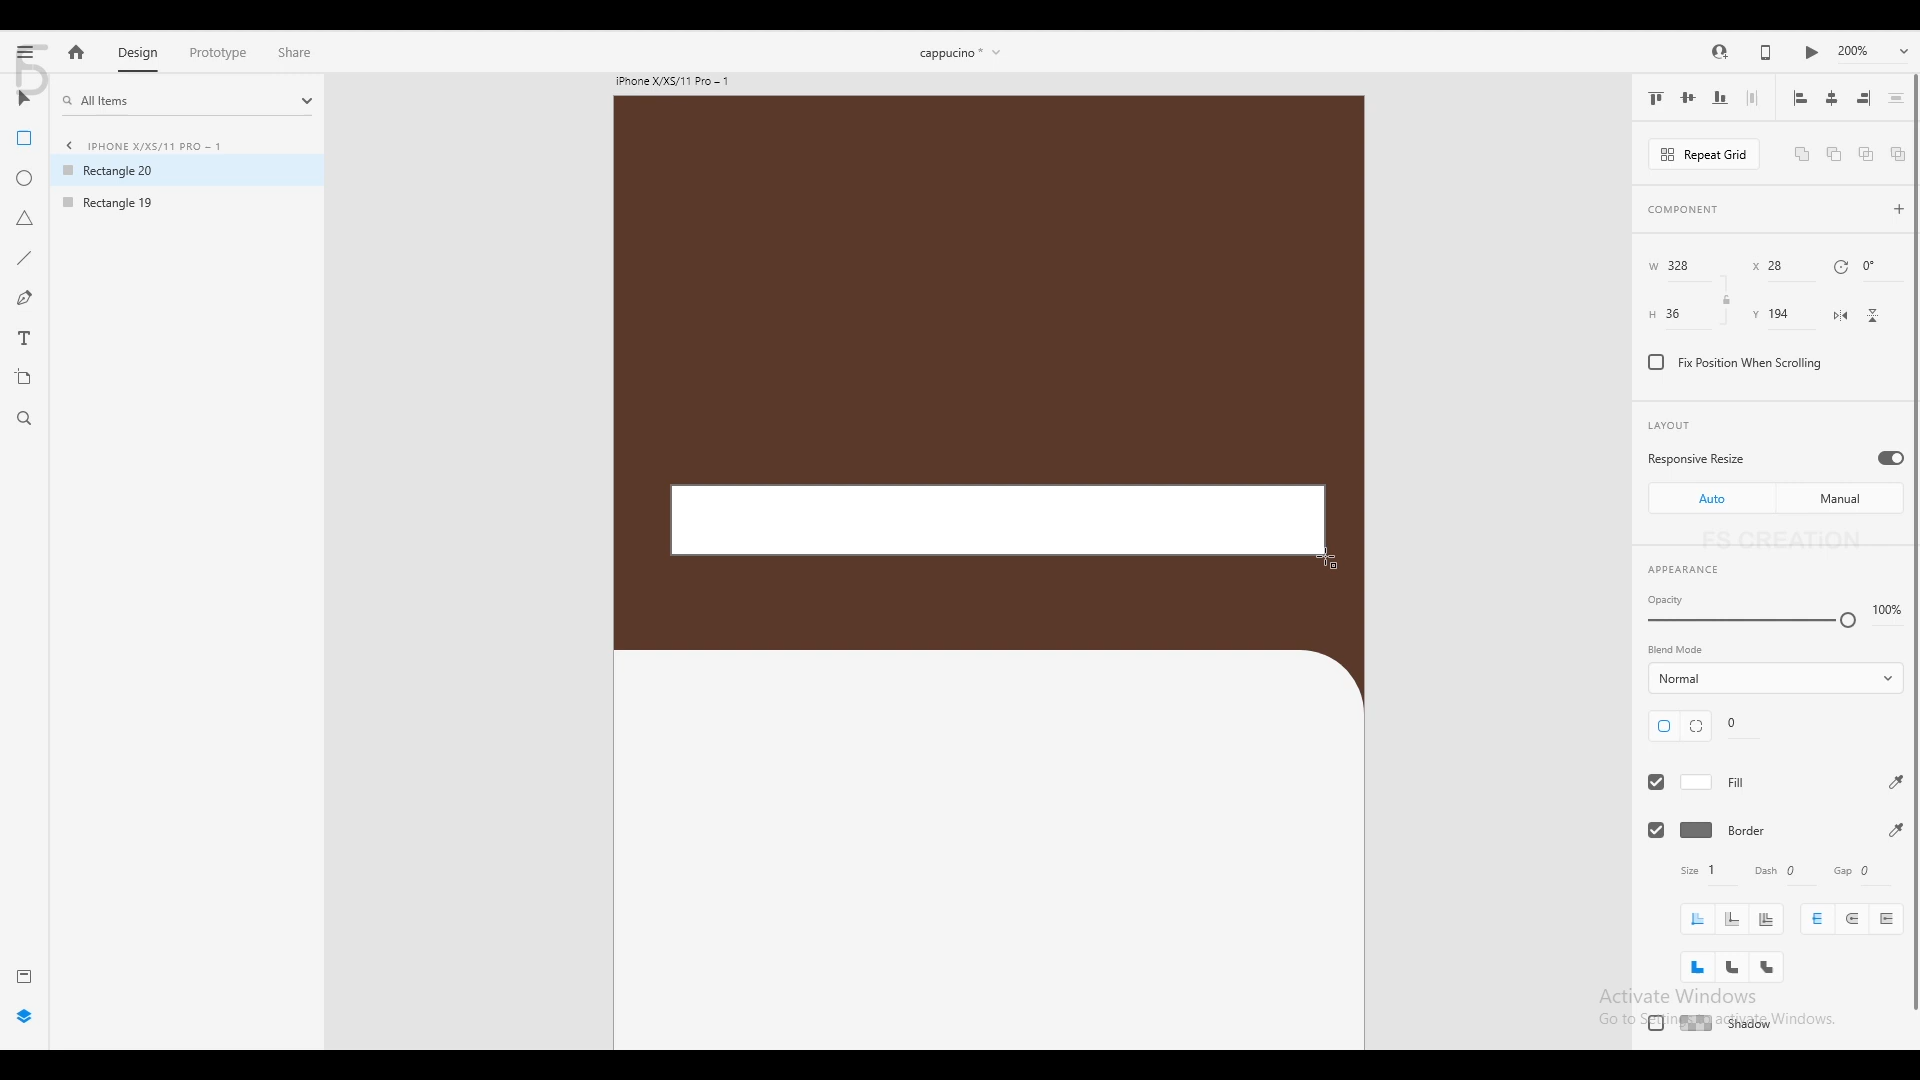 Design
Prototype
Share
cappucino *
200%
All Items
iPhone X/XS/11 Pro – 1
IPHONE X/XS/11 PRO – 1
Rectangle 20
Rectangle 19
Repeat Grid
COMPONENT
W 328
X 28
0°
H 36
Y 194
Fix Position When Scrolling
LAYOUT
Responsive Resize
Auto
Manual
FS CREATiON
APPEARANCE
Opacity
100%
Blend Mode
Normal
0
Fill
Border
Size 1
Dash 0
Gap 0
Activate Windows
Go to Settings to activate Windows.
Shadow